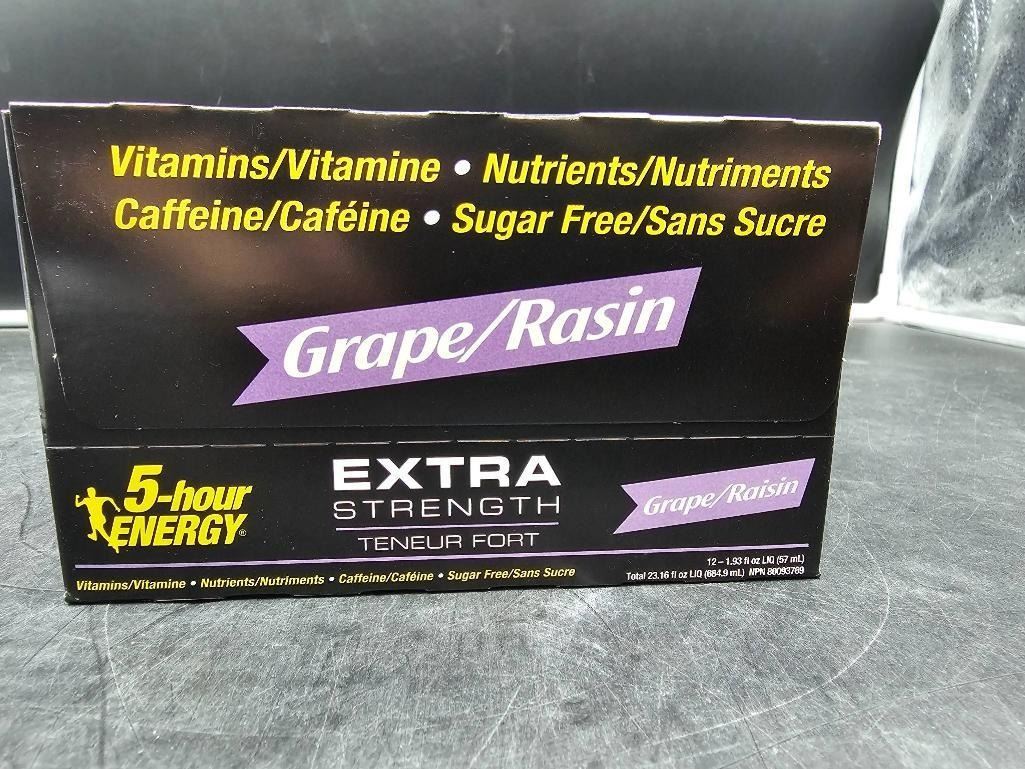 Vitamins/Vitamine • Nutrients/Nutriments
Caffeine/Caféine • Sugar Free/Sans Sucre
Grape/Rasin
5-hour
ENERGY®
EXTRA
STRENGTH
TENEUR FORT
Grape/Raisin
Vitamins/Vitamine • Nutrients/Nutriments • Caffeine/Caféine • Sugar Free/Sans Sucre
12 – 1.93 fl oz LIQ (57 mL)
Total 23.16 fl oz LIQ (684.9 mL) NPN 80093769